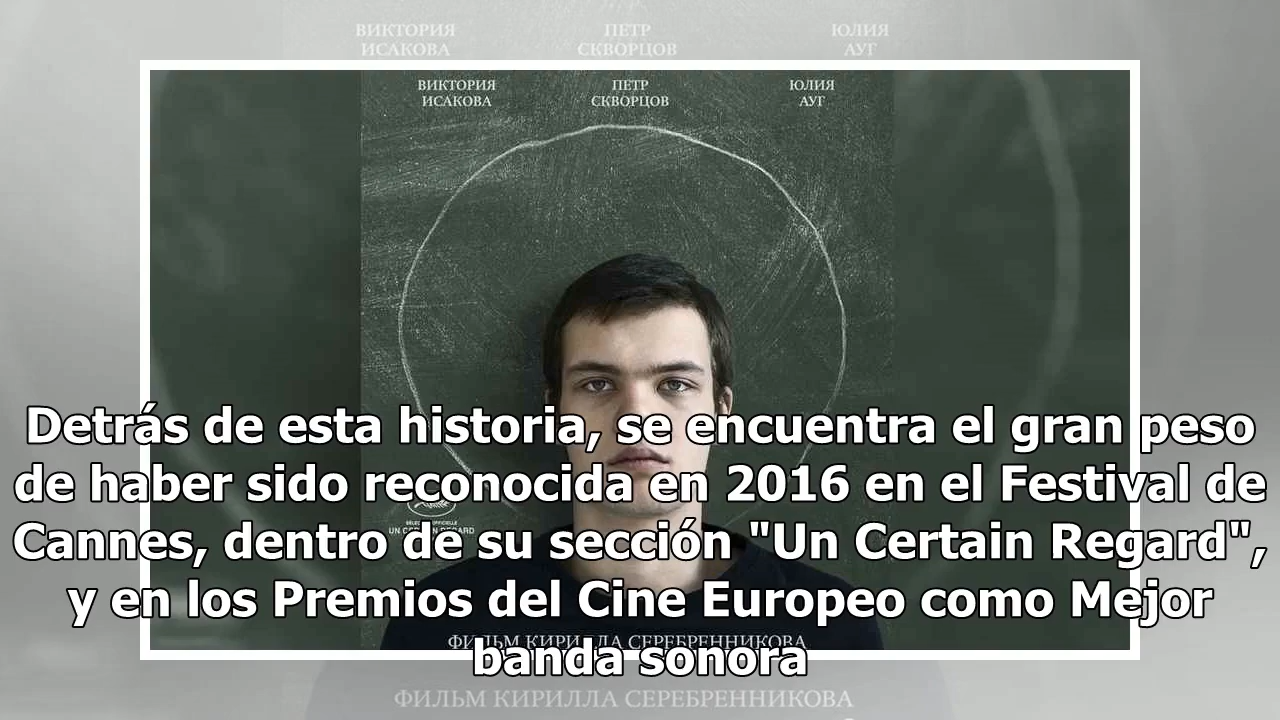 ВИКТОРИЯ ПЕТР ЮЛИЯ
ИСАКОВА СКВОРЦОВ АУГ
ВИКТОРИЯ ПЕТР ЮЛИЯ
ИСАКОВА СКВОРЦОВ АУГ
Detrás de esta historia, se encuentra el gran peso
de haber sido reconocida en 2016 en el Festival de
Cannes, dentro de su sección "Un Certain Regard",
y en los Premios del Cine Europeo como Mejor
ФИЛЬМ КИРИЛЛА СЕРЕБРЕННИКОВА
banda sonora
ФИЛЬМ КИРИЛЛА СЕРЕБРЕННИКОВА